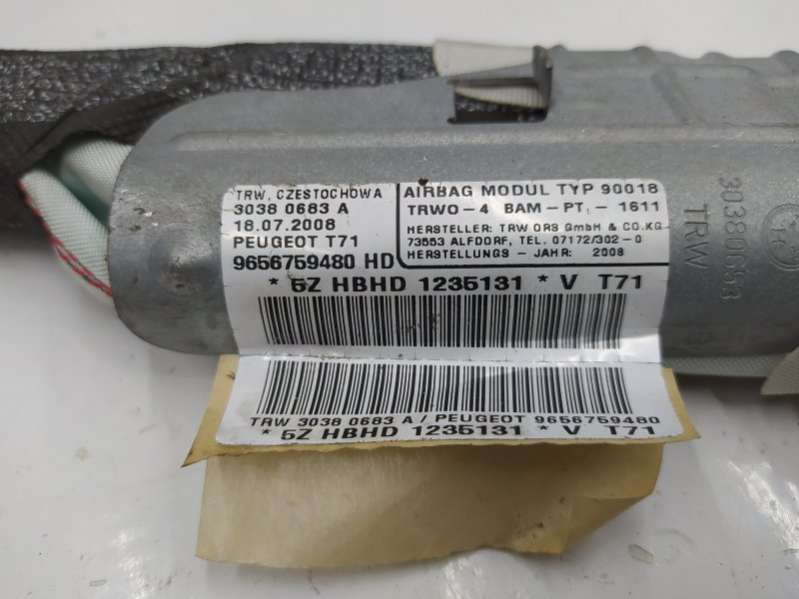 TRW, CZESTOCHOWA
3038 0683 A
18.07.2008
PEUGEOT T71
9656759480 HD
AIRBAG MODUL TYP 90018
TRWO-4 BAM-PT.-1611
HERSTELLER: TRW ORS GmbH & CO.KG
73553 ALFDORF, TEL. 07172/302-0
HERSTELLUNGS-JAHR: 2008
* 5Z HBHD 1235131 * V T71
TRW 3038 0683 A / PEUGEOT 9656759480
* 5Z HBHD 1235131 * V T71
30380693
TRW